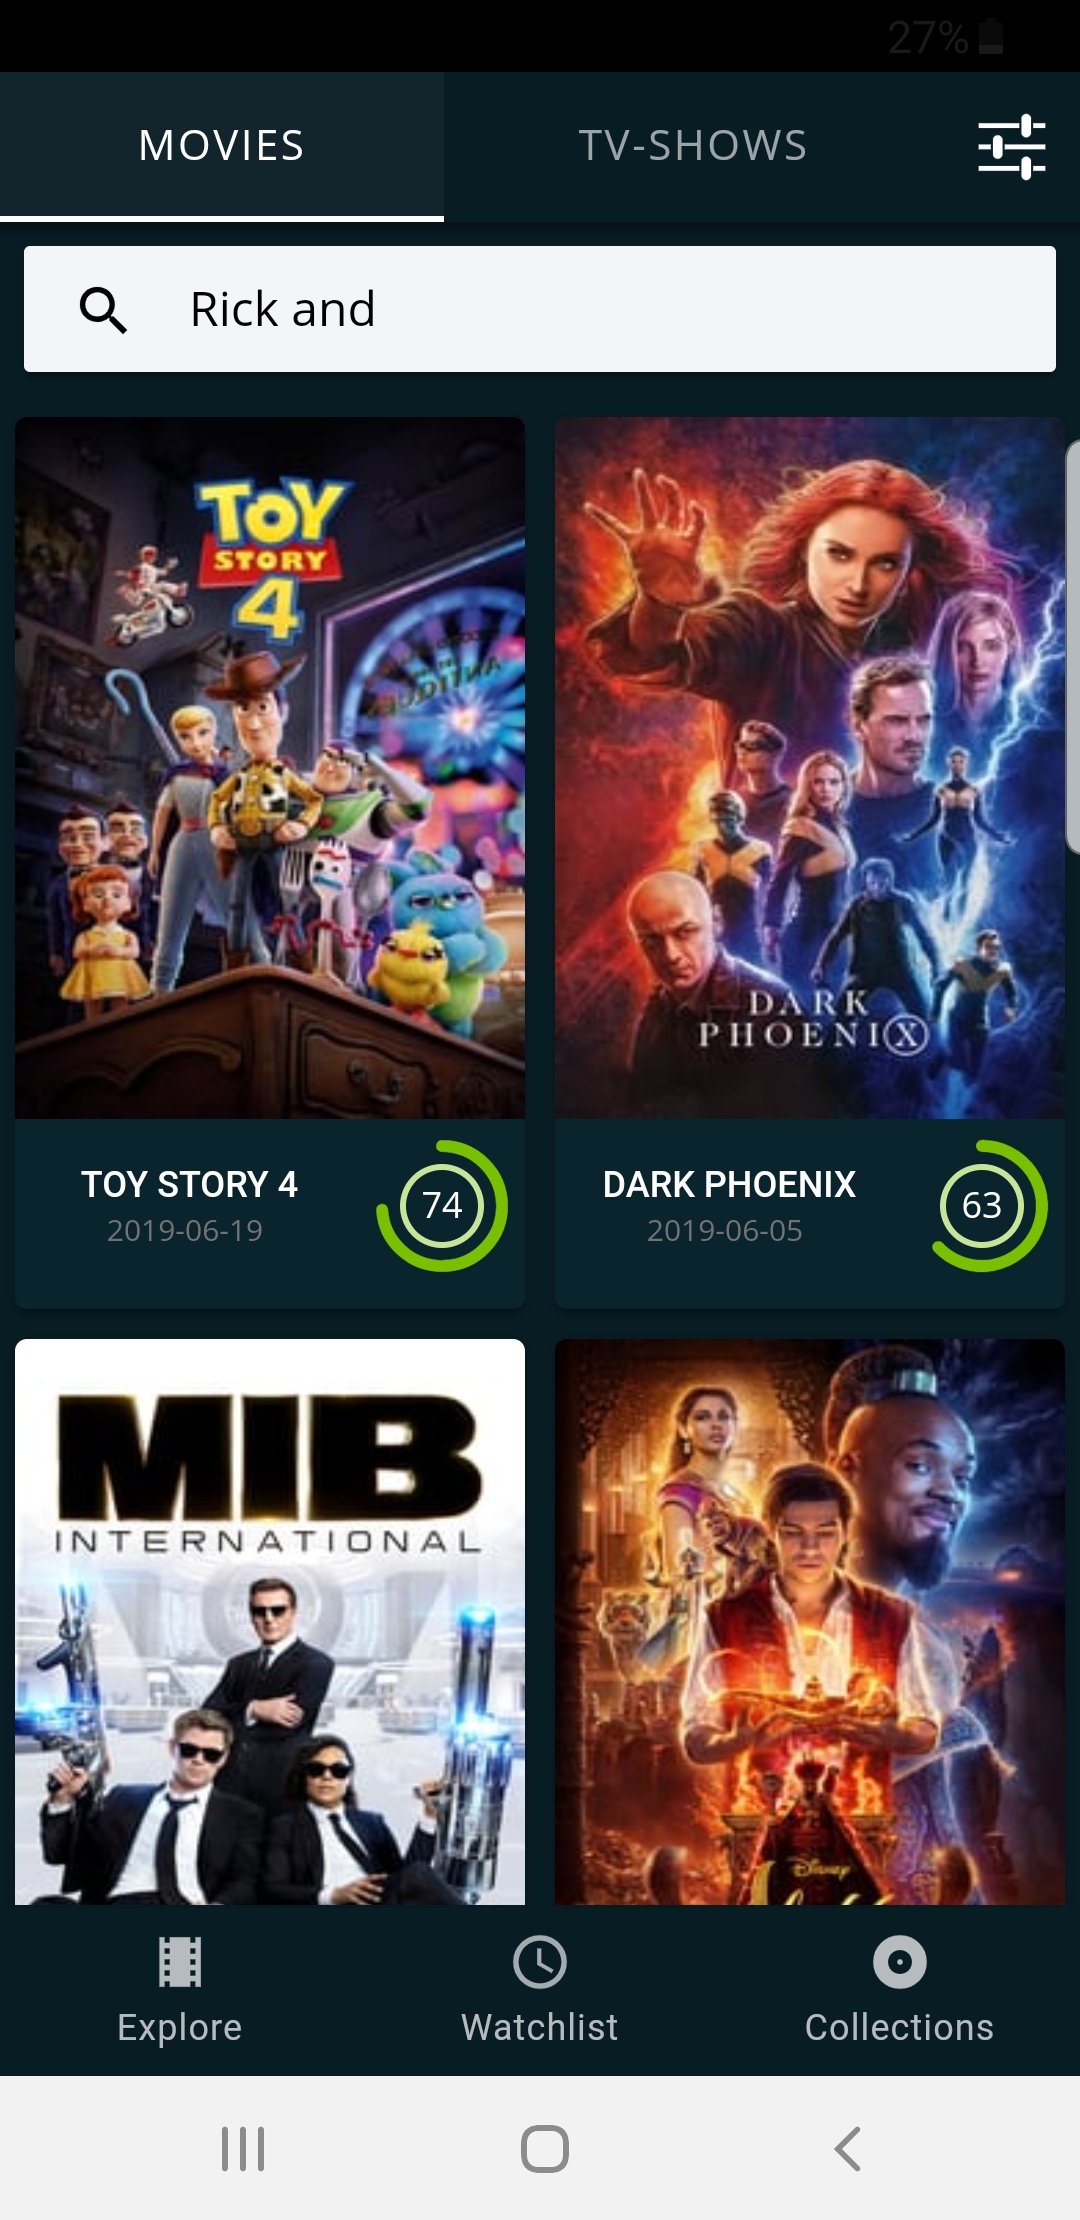 27%
MOVIES
TV-SHOWS
Rick and
TOY
STORY
4
DARK
PHOENIX
TOY STORY 4
2019-06-19
74
DARK PHOENIX
2019-06-05
63
MIB
INTERNATIONAL
Disney
Explore
Watchlist
Collections